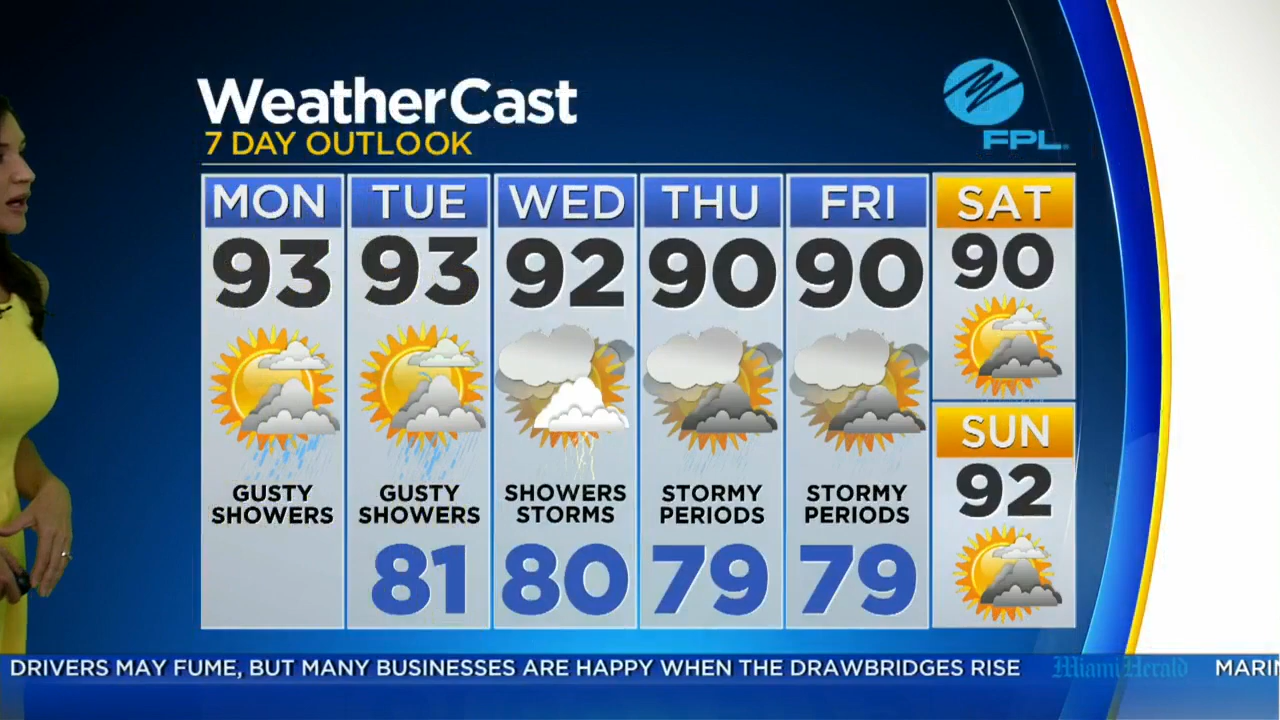 WeatherCast
7 DAY OUTLOOK
FPL
MON
93
GUSTY
SHOWERS
TUE
93
GUSTY
SHOWERS
81
WED
92
SHOWERS
STORMS
80
THU
90
STORMY
PERIODS
79
FRI
90
STORMY
PERIODS
79
SAT
90
SUN
92
DRIVERS MAY FUME, BUT MANY BUSINESSES ARE HAPPY WHEN THE DRAWBRIDGES RISE
Miami Herald